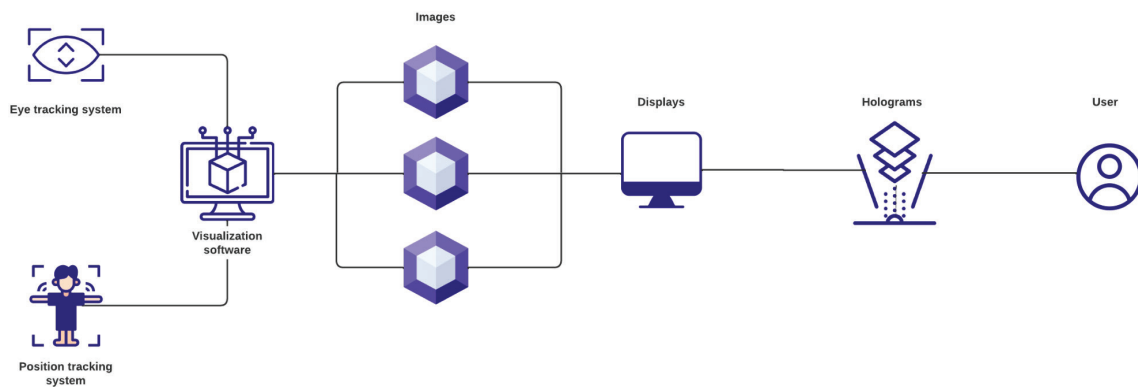 Images
Eye tracking system
Displays
Holograms
User
Visualization
software
Position tracking
system